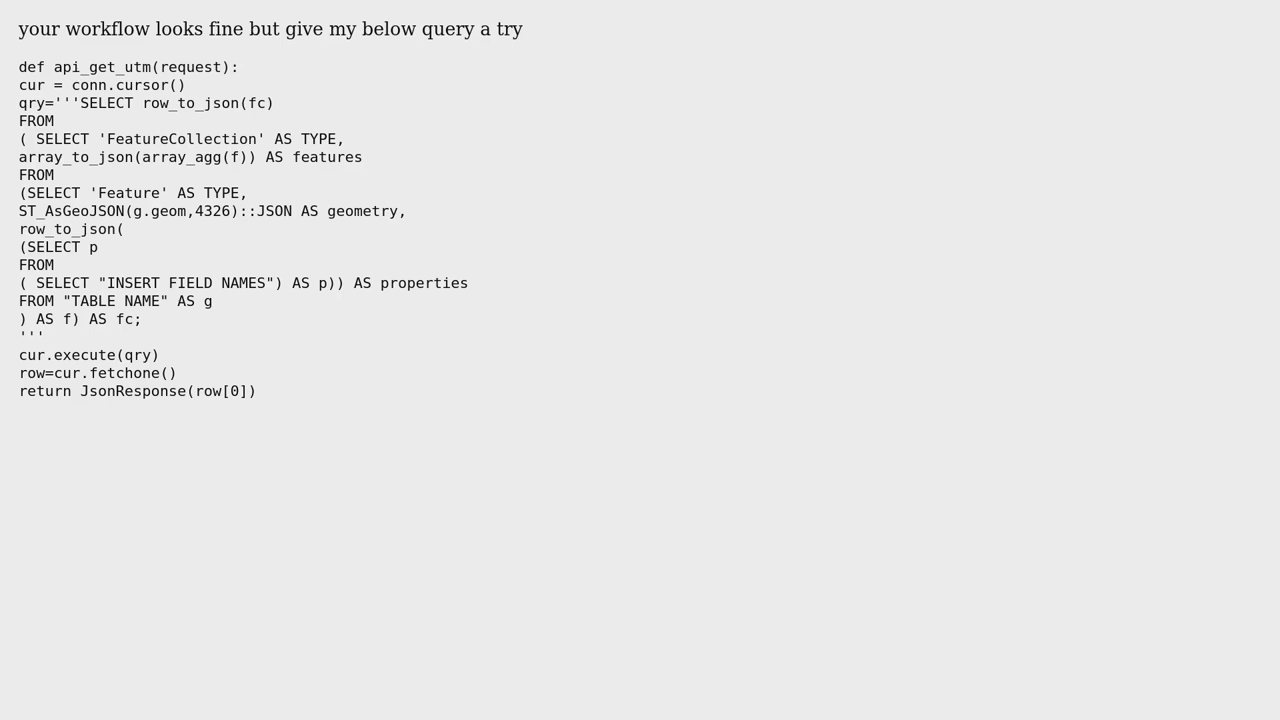 your workflow looks fine but give my below query a try
def api_get_utm(request):
cur = conn.cursor()
qry='''SELECT row_to_json(fc)
FROM
( SELECT 'FeatureCollection' AS TYPE,
array_to_json(array_agg(f)) AS features
FROM
(SELECT 'Feature' AS TYPE,
ST_AsGeoJSON(g.geom,4326)::JSON AS geometry,
row_to_json(
(SELECT p
FROM
( SELECT "INSERT FIELD NAMES") AS p)) AS properties
FROM "TABLE NAME" AS g
) AS f) AS fc;
'''
cur.execute(qry)
row=cur.fetchone()
return JsonResponse(row[0])